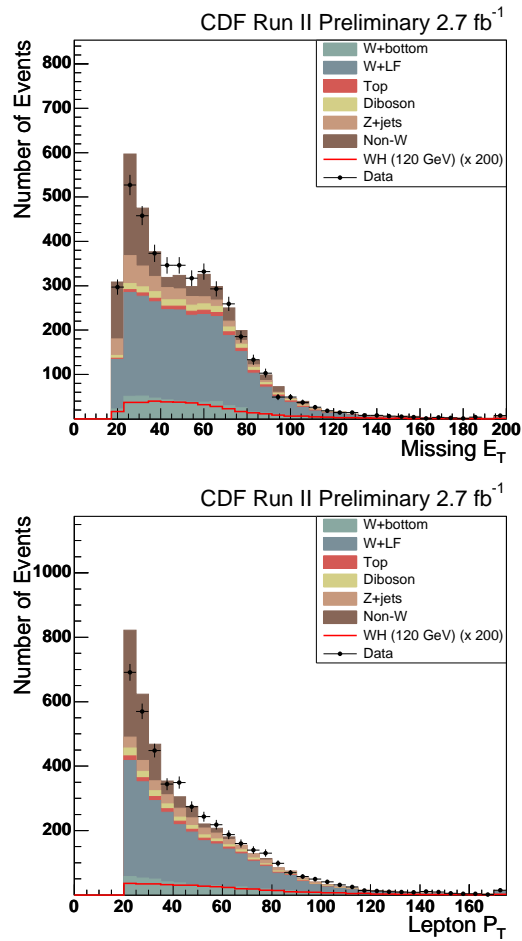 CDF Run II Preliminary 2.7 fb⁻¹
Number of Events
800
700
600
500
400
300
200
100
W+bottom
W+LF
Top
Diboson
Z+jets
Non-W
WH (120 GeV) (x 200)
Data
0 20 40 60 80 100 120 140 160 180 200
Missing E_T
CDF Run II Preliminary 2.7 fb⁻¹
Number of Events
1000
800
600
400
200
W+bottom
W+LF
Top
Diboson
Z+jets
Non-W
WH (120 GeV) (x 200)
Data
0 20 40 60 80 100 120 140 160
Lepton P_T